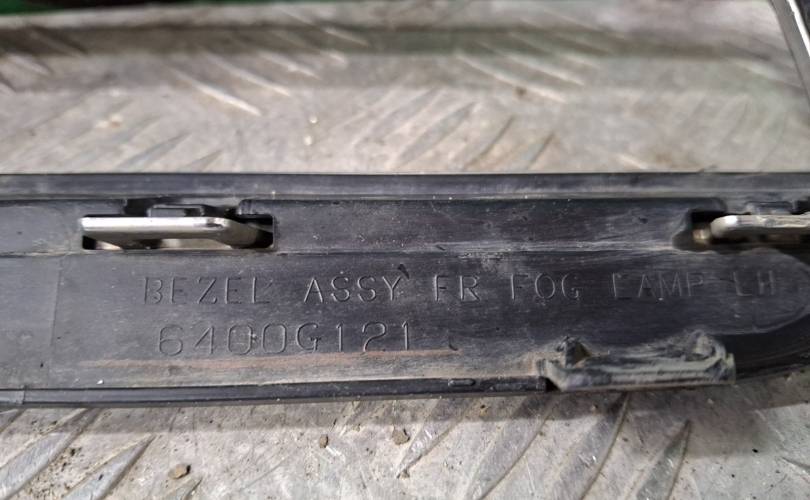 BEZEL ASSY FR FOG LAMP LH
6400G121